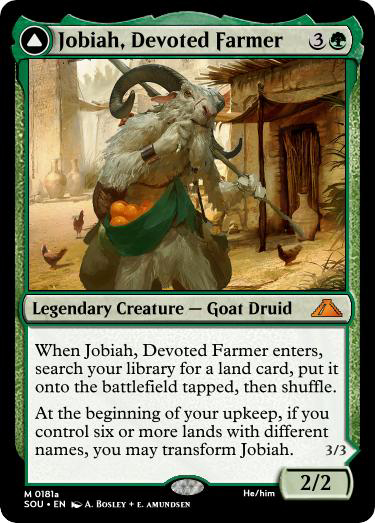 Jobiah, Devoted Farmer 3
Legendary Creature — Goat Druid
When Jobiah, Devoted Farmer enters,
search your library for a land card, put it
onto the battlefield tapped, then shuffle.
At the beginning of your upkeep, if you
control six or more lands with different
names, you may transform Jobiah.
3/3
2/2
M 0181a
SOU • EN A. BOSLEY + E. AMUNDSEN
He/him